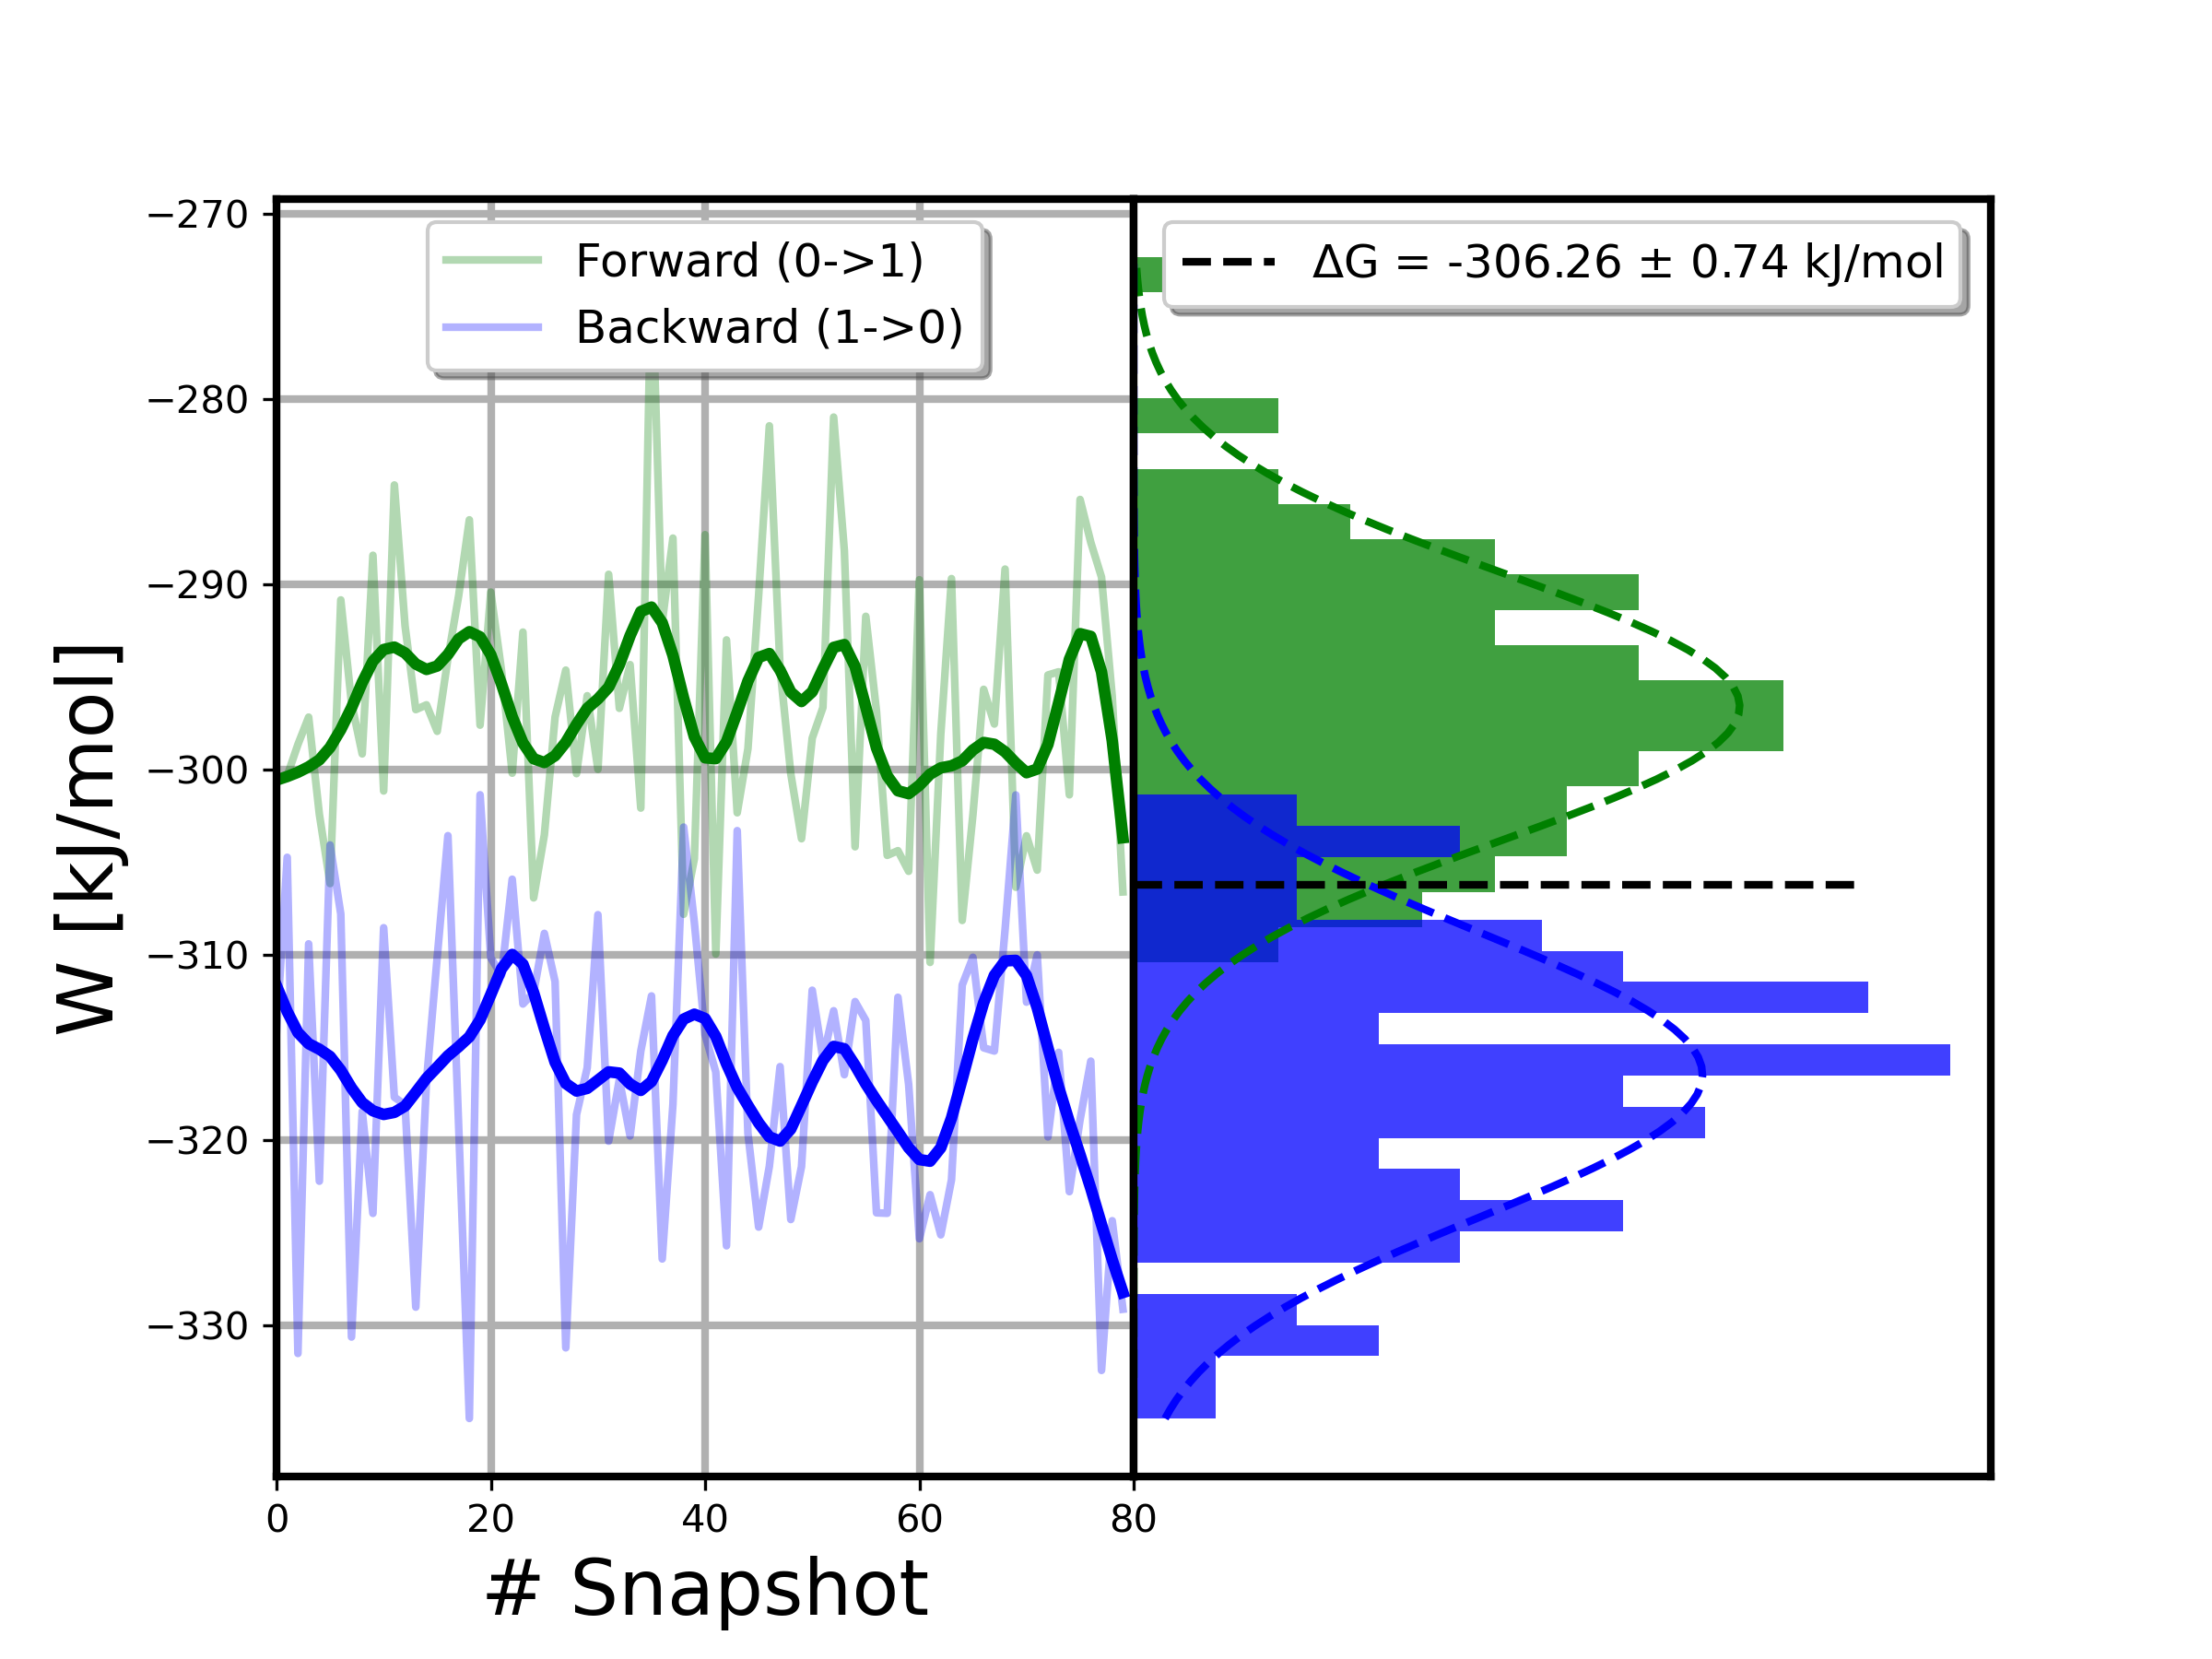 Forward (0->1)
Backward (1->0)
ΔG = -306.26 ± 0.74 kJ/mol
W [kJ/mol]
−270
−280
−290
−300
−310
−320
−330
0 20 40 60 80
# Snapshot